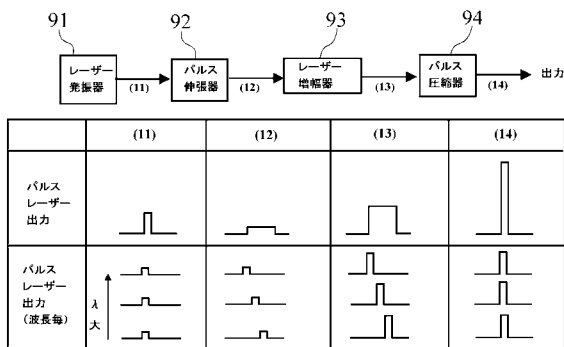 91
92
93
94
レーザー
発振器
(11)
パルス
伸張器
(12)
レーザー
増幅器
(13)
パルス
圧縮器
(14)
出力
(11)
(12)
(13)
(14)
パルス
レーザー
出力
パルス
レーザー
出力
(波長毎)
λ
大